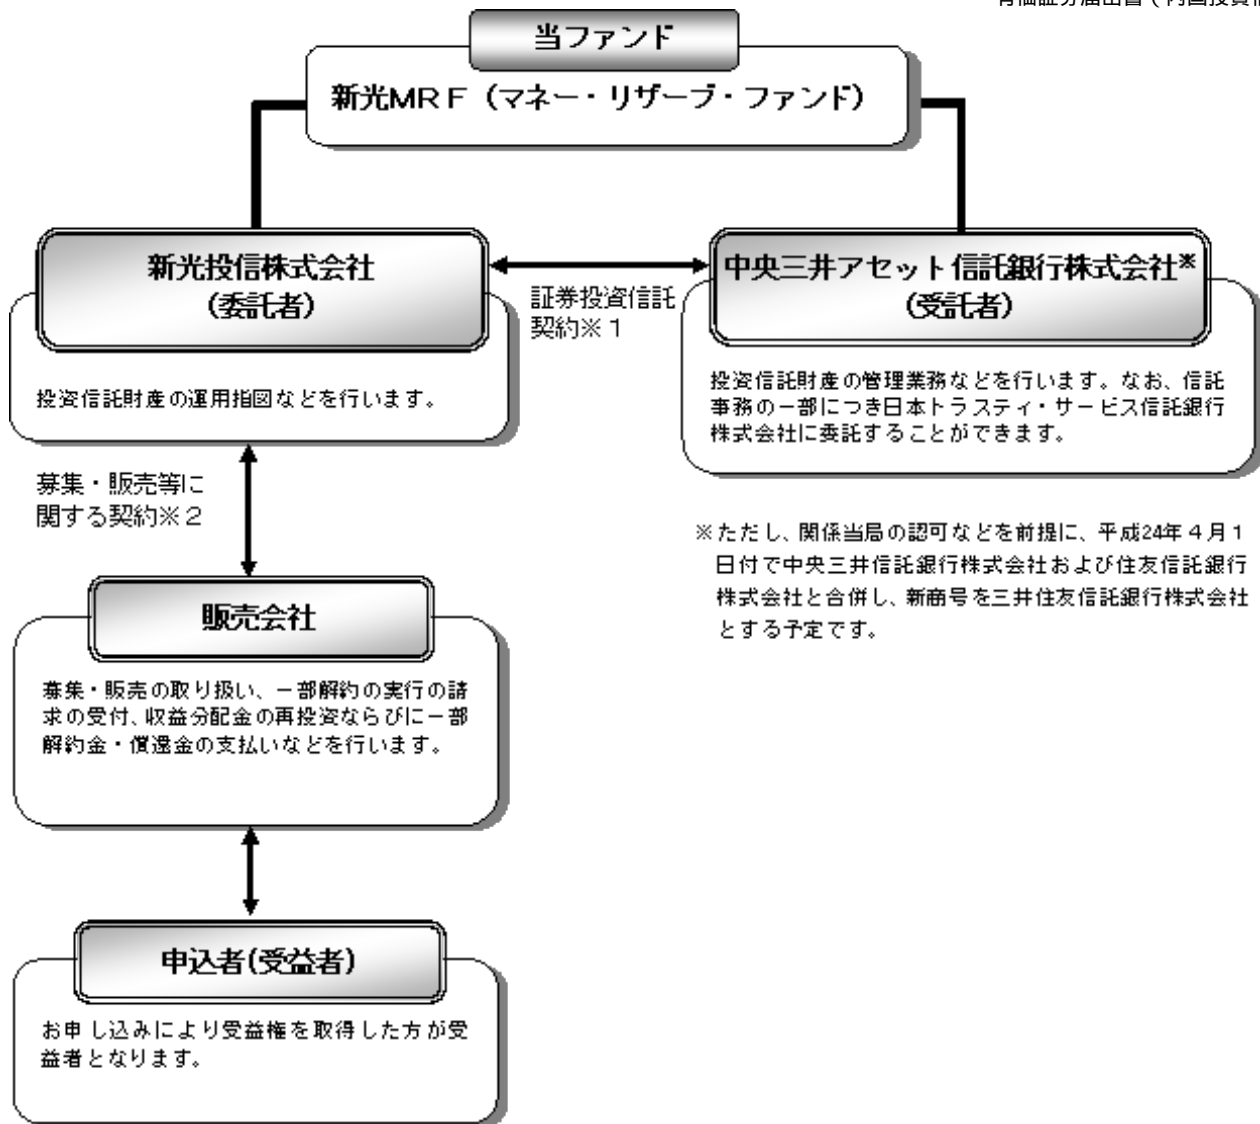 当ファンド
新光MRF（マネー・リザーブ・ファンド）
新光投信株式会社
(委託者)
投資信託財産の運用指図などを行います。
証券投資信託
契約※１
中央三井アセット信託銀行株式会社※
(受託者)
投資信託財産の管理業務などを行います。なお、信託
事務の一部につき日本トラスティ・サービス信託銀行
株式会社に委託することができます。
募集・販売等に
関する契約※２
※ただし、関係当局の認可などを前提に、平成24年４月１
日付で中央三井信託銀行株式会社および住友信託銀行
株式会社と合併し、新商号を三井住友信託銀行株式会社
とする予定です。
販売会社
募集・販売の取り扱い、一部解約の実行の請
求の受付、収益分配金の再投資ならびに一部
解約金・償還金の支払いなどを行います。
申込者(受益者)
お申し込みにより受益権を取得した方が受
益者となります。